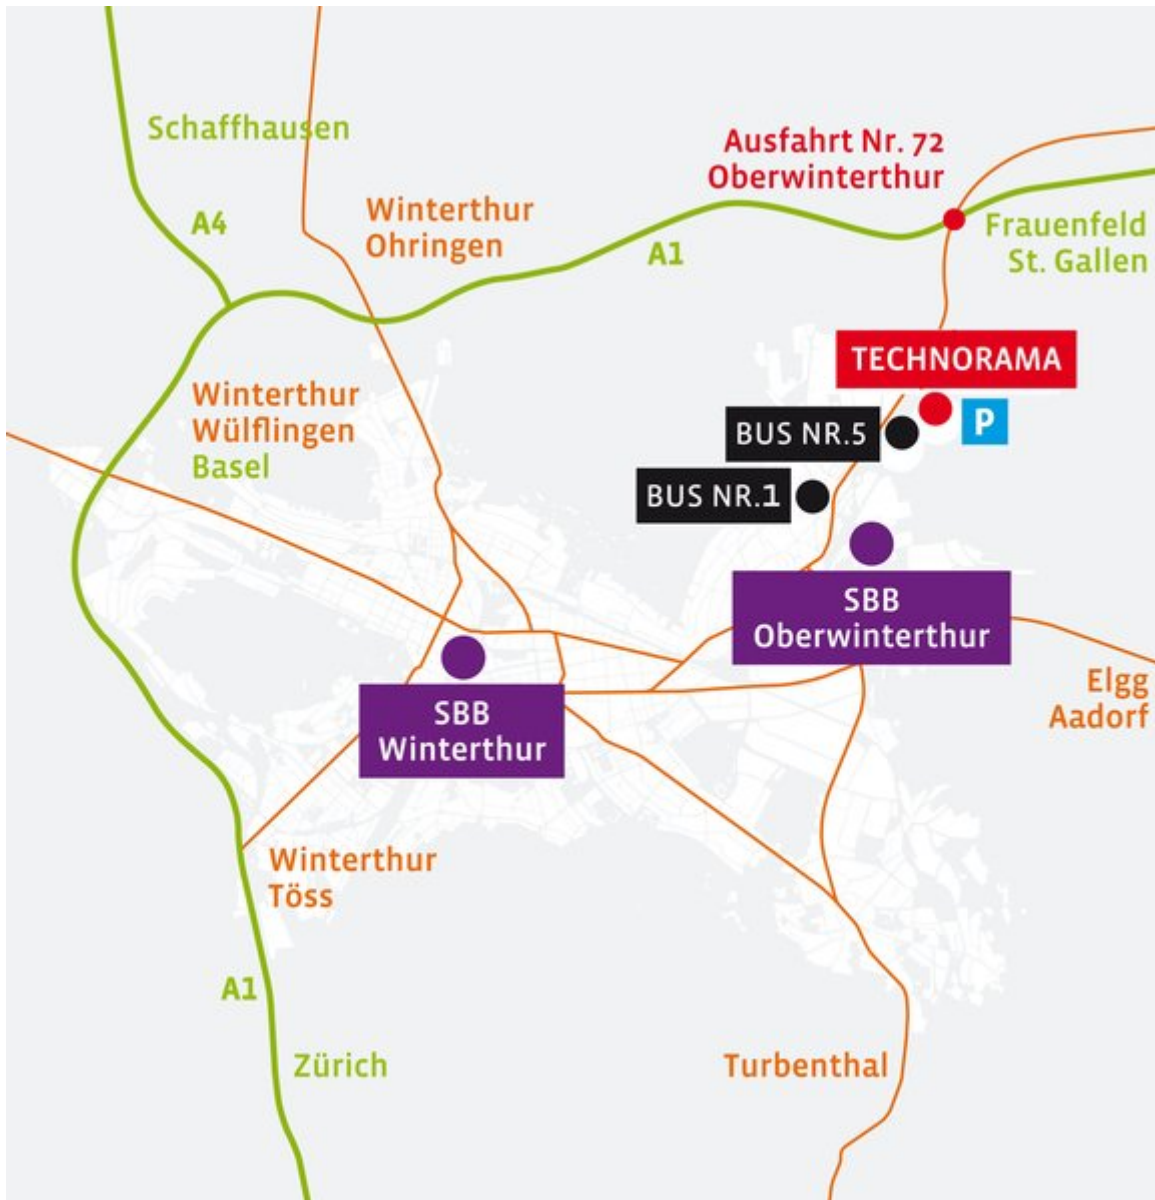 Schaffhausen
Ausfahrt Nr. 72
Oberwinterthur
A4
Winterthur
Ohringen
A1
Frauenfeld
St. Gallen
TECHNORAMA
Winterthur
Wülflingen
Basel
BUS NR.5
P
BUS NR.1
SBB
Oberwinterthur
SBB
Winterthur
Elgg
Aadorf
Winterthur
Töss
A1
Zürich
Turbenthal